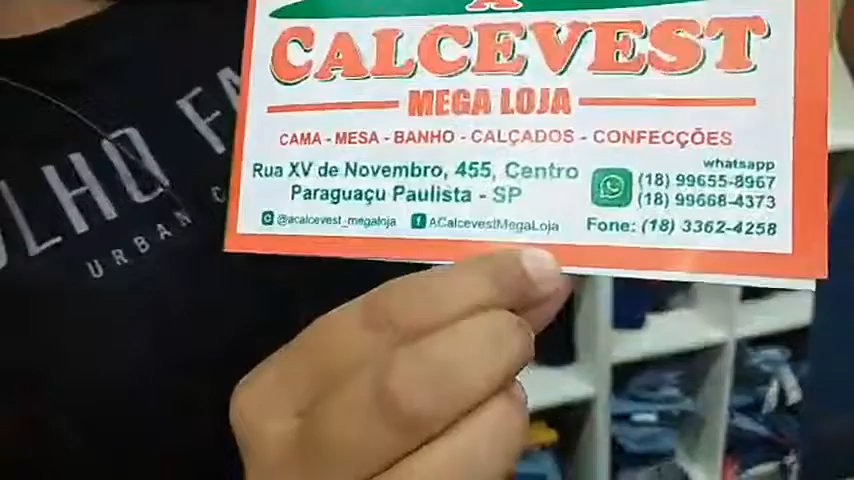 A
CALCEVEST
MEGA LOJA
CAMA - MESA - BANHO - CALÇADOS - CONFECÇÕES
Rua XV de Novembro, 455, Centro
Paraguaçu Paulista - SP
@acalcevest_megaloja ACalcevestMegaLoja
whatsapp
(18) 99655-8967
(18) 99668-4373
Fone: (18) 3362-4258
URBAN